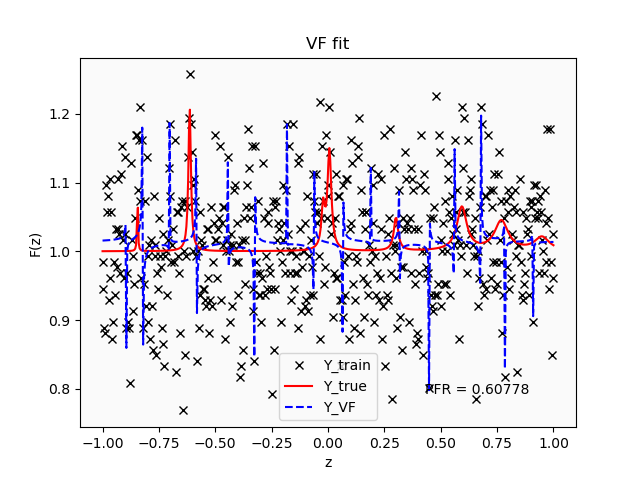 VF fit
F(z)
1.2
1.1
1.0
0.9
0.8
Y_train
Y_true
Y_VF
RFR = 0.60778
−1.00 −0.75 −0.50 −0.25 0.00 0.25 0.50 0.75 1.00
z